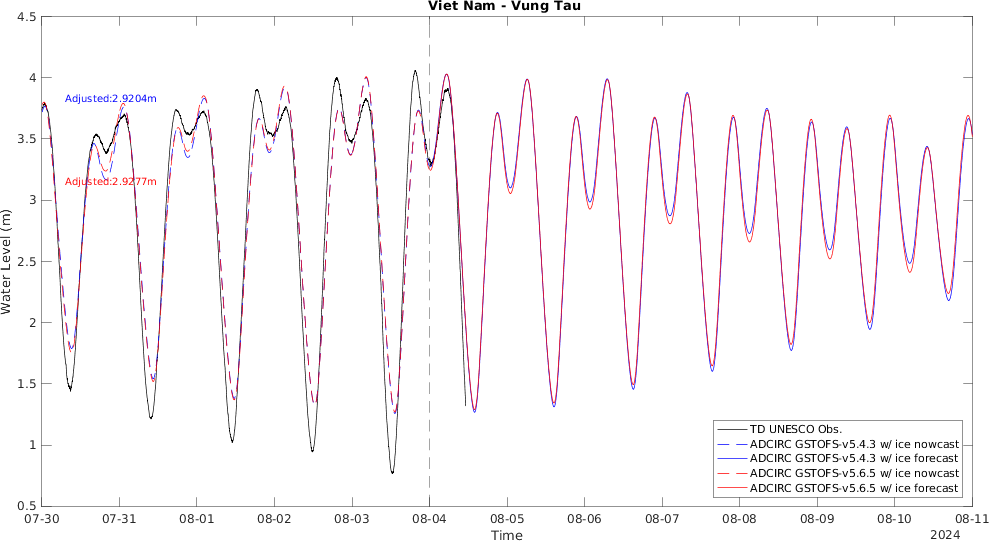 Viet Nam - Vung Tau
4.5
4
3.5
3
2.5
2
1.5
1
0.5
Water Level (m)
Adjusted:2.9204m
Adjusted:2.9277m
TD UNESCO Obs.
ADCIRC GSTOFS-v5.4.3 w/ ice nowcast
ADCIRC GSTOFS-v5.4.3 w/ ice forecast
ADCIRC GSTOFS-v5.6.5 w/ ice nowcast
ADCIRC GSTOFS-v5.6.5 w/ ice forecast
07-30 07-31 08-01 08-02 08-03 08-04 08-05 08-06 08-07 08-08 08-09 08-10 08-11
Time
2024